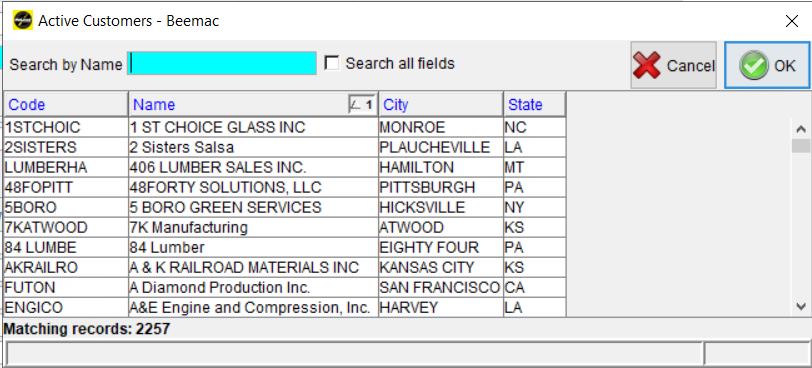 Active Customers - Beemac
Search by Name Search all fields Cancel OK
Code Name 1 City State
1STCHOIC 1 ST CHOICE GLASS INC MONROE NC
2SISTERS 2 Sisters Salsa PLAUCHEVILLE LA
LUMBERHA 406 LUMBER SALES INC. HAMILTON MT
48FOPITT 48FORTY SOLUTIONS, LLC PITTSBURGH PA
5BORO 5 BORO GREEN SERVICES HICKSVILLE NY
7KATWOOD 7K Manufacturing ATWOOD KS
84 LUMBE 84 Lumber EIGHTY FOUR PA
AKRAILRO A & K RAILROAD MATERIALS INC KANSAS CITY KS
FUTON A Diamond Production Inc. SAN FRANCISCO CA
ENGICO A&E Engine and Compression, Inc. HARVEY LA
Matching records: 2257